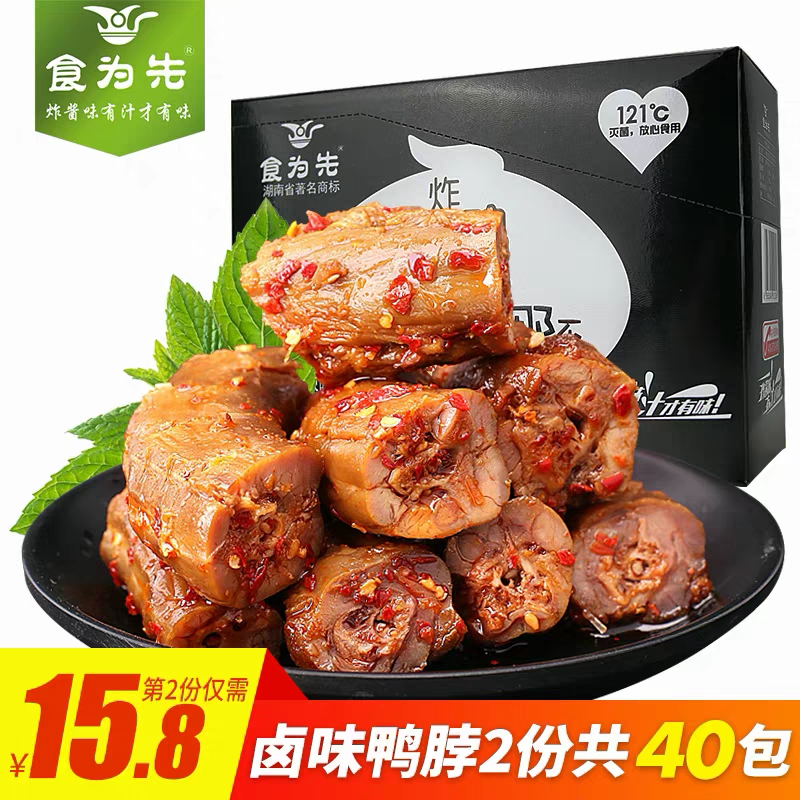 食为先®
炸酱味有汁才有味
食为先
湖南省著名商标
121℃
灭菌，放心食用
炸
汁才有味!
第2份仅需
¥15.8
卤味鸭脖2份共40包